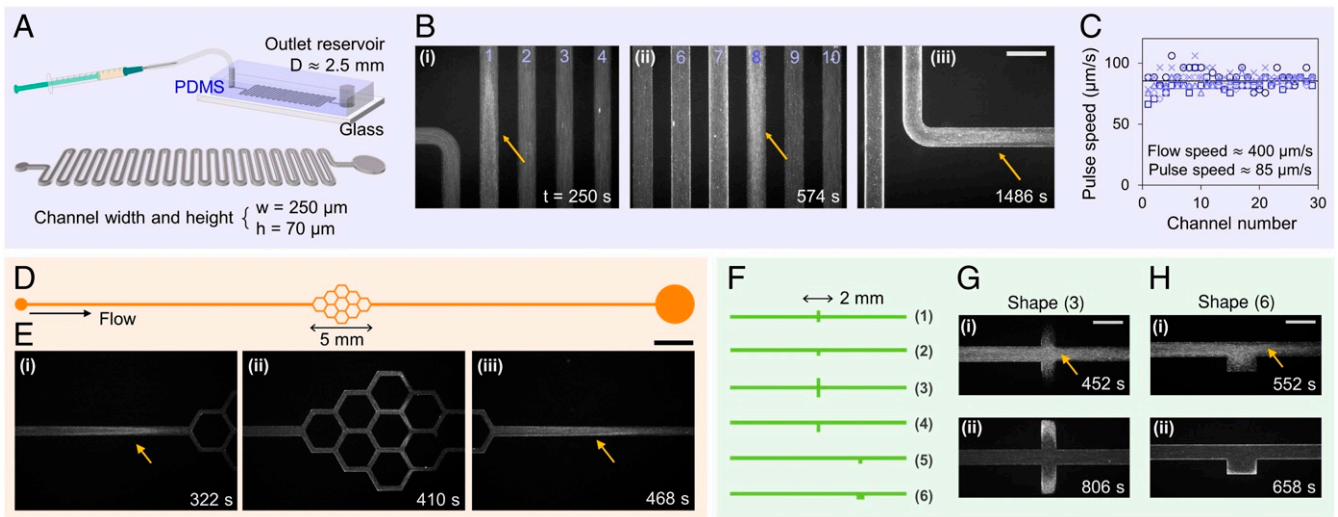 A
Outlet reservoir
D ≈ 2.5 mm
PDMS
Glass
Channel width and height { w = 250 µm
h = 70 µm
B
(i)
1 2 3 4
t = 250 s
(ii)
6 7 8 9 10
574 s
(iii)
1486 s
C
Pulse speed (µm/s)
100
50
0
Flow speed ≈ 400 µm/s
Pulse speed ≈ 85 µm/s
0 10 20 30
Channel number
D
Flow
5 mm
E
(i)
322 s
(ii)
410 s
(iii)
468 s
F
2 mm
(1)
(2)
(3)
(4)
(5)
(6)
G
Shape (3)
(i)
452 s
(ii)
806 s
H
Shape (6)
(i)
552 s
(ii)
658 s